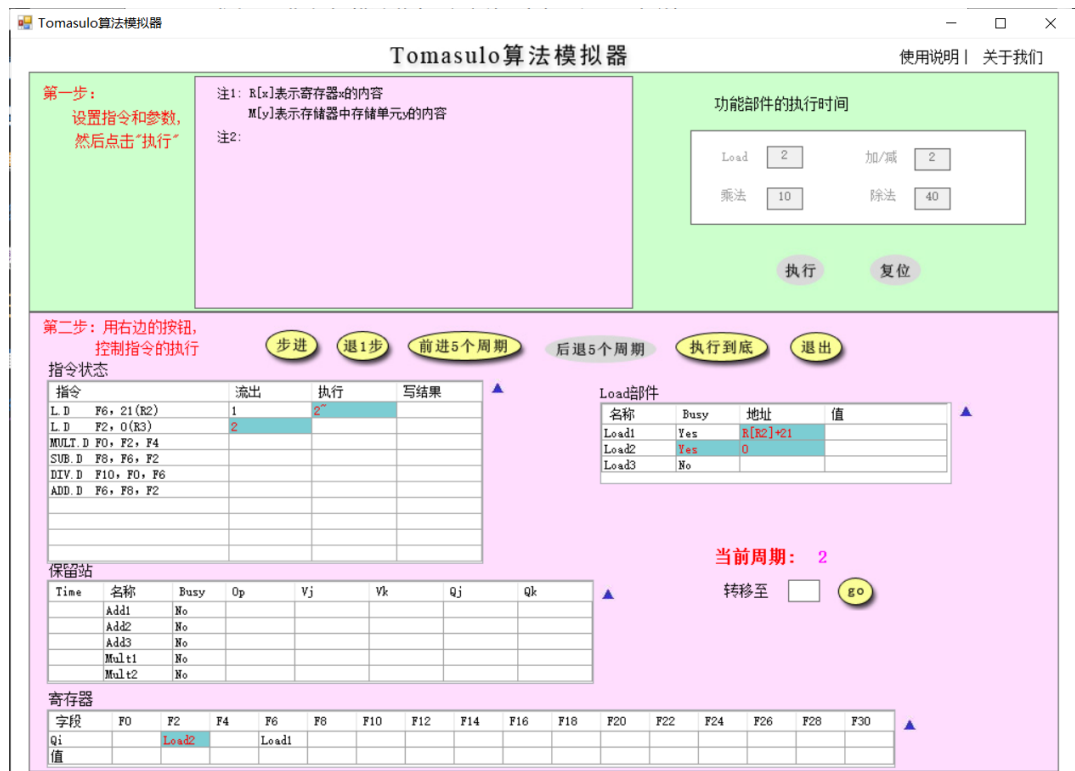 Tomasulo算法模拟器
Tomasulo算法模拟器
使用说明| 关于我们
第一步:
设置指令和参数,
然后点击"执行"
注1: R[x]表示寄存器x的内容
M[y]表示存储器中存储单元y的内容
注2:
功能部件的执行时间
Load 2 加/减 2
乘法 10 除法 40
执行 复位
第二步: 用右边的按钮,
控制指令的执行
步进 退1步 前进5个周期 后退5个周期 执行到底 退出
指令状态
指令 流出 执行 写结果
L.D F6, 21(R2) 1 2~
L.D F2, 0(R3) 2
MULT.D F0, F2, F4
SUB.D F8, F6, F2
DIV.D F10, F0, F6
ADD.D F6, F8, F2
Load部件
名称 Busy 地址 值
Load1 Yes R[R2]+21
Load2 Yes 0
Load3 No
当前周期: 2
转移至 go
保留站
Time 名称 Busy Op Vj Vk Qj Qk
Add1 No
Add2 No
Add3 No
Mult1 No
Mult2 No
寄存器
字段 F0 F2 F4 F6 F8 F10 F12 F14 F16 F18 F20 F22 F24 F26 F28 F30
Qi Load2 Load1
值